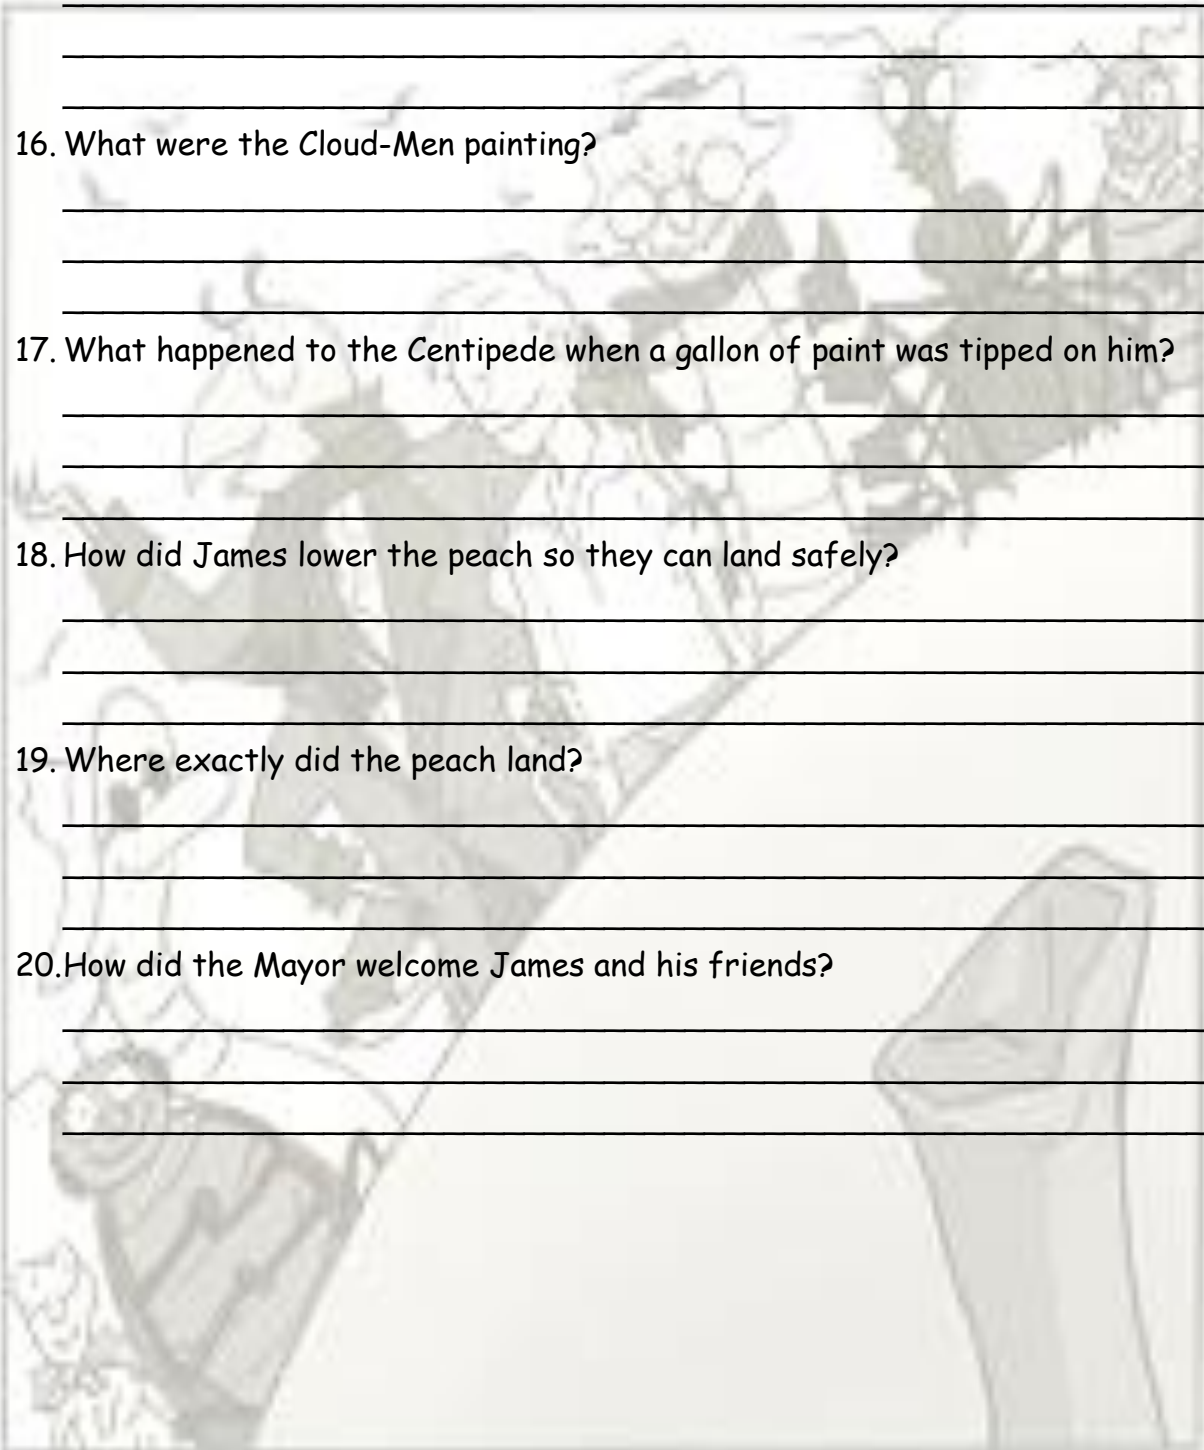 16. What were the Cloud-Men painting?
17. What happened to the Centipede when a gallon of paint was tipped on him?
18. How did James lower the peach so they can land safely?
19. Where exactly did the peach land?
20.How did the Mayor welcome James and his friends?